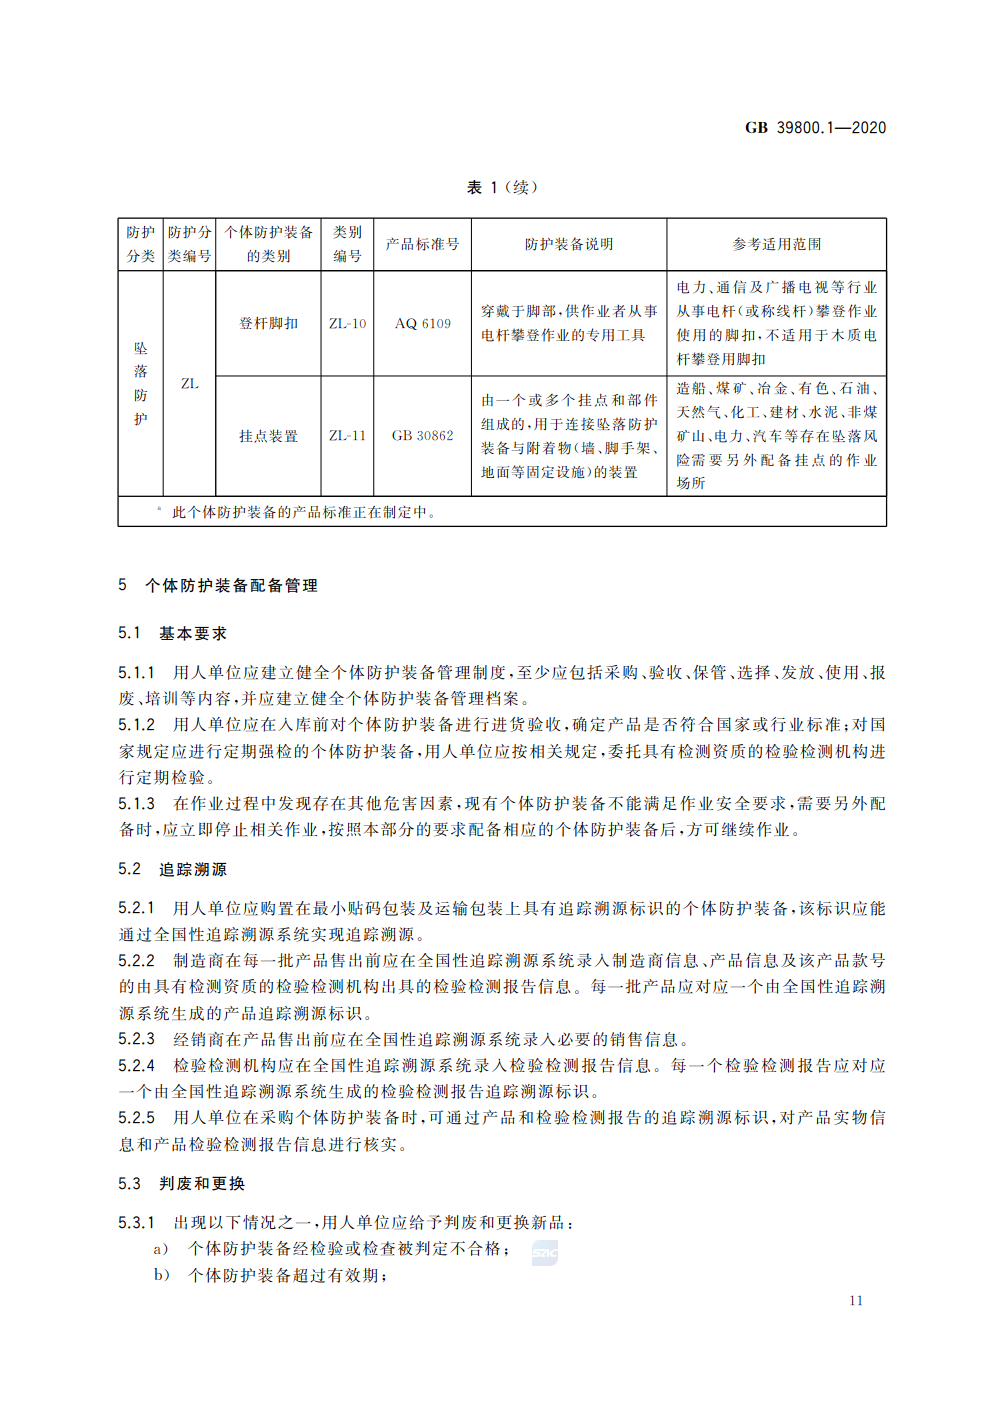 GB 39800.1—2020
表 1（续）
防护分类 防护分类编号 个体防护装备的类别 类别编号 产品标准号 防护装备说明 参考适用范围
坠落防护 ZL 登杆脚扣 ZL-10 AQ 6109 穿戴于脚部,供作业者从事电杆攀登作业的专用工具 电力、通信及广播电视等行业从事电杆(或称线杆)攀登作业使用的脚扣,不适用于木质电杆攀登用脚扣
挂点装置 ZL-11 GB 30862 由一个或多个挂点和部件组成的,用于连接坠落防护装备与附着物(墙、脚手架、地面等固定设施)的装置 造船、煤矿、冶金、有色、石油、天然气、化工、建材、水泥、非煤矿山、电力、汽车等存在坠落风险需要另外配备挂点的作业场所
a 此个体防护装备的产品标准正在制定中。
5 个体防护装备配备管理
5.1 基本要求
5.1.1 用人单位应建立健全个体防护装备管理制度,至少应包括采购、验收、保管、选择、发放、使用、报
废、培训等内容,并应建立健全个体防护装备管理档案。
5.1.2 用人单位应在入库前对个体防护装备进行进货验收,确定产品是否符合国家或行业标准;对国
家规定应进行定期强检的个体防护装备,用人单位应按相关规定,委托具有检测资质的检验检测机构进
行定期检验。
5.1.3 在作业过程中发现存在其他危害因素,现有个体防护装备不能满足作业安全要求,需要另外配
备时,应立即停止相关作业,按照本部分的要求配备相应的个体防护装备后,方可继续作业。
5.2 追踪溯源
5.2.1 用人单位应购置在最小贴码包装及运输包装上具有追踪溯源标识的个体防护装备,该标识应能
通过全国性追踪溯源系统实现追踪溯源。
5.2.2 制造商在每一批产品售出前应在全国性追踪溯源系统录入制造商信息、产品信息及该产品款号
的由具有检测资质的检验检测机构出具的检验检测报告信息。每一批产品应对应一个由全国性追踪溯
源系统生成的产品追踪溯源标识。
5.2.3 经销商在产品售出前应在全国性追踪溯源系统录入必要的销售信息。
5.2.4 检验检测机构应在全国性追踪溯源系统录入检验检测报告信息。每一个检验检测报告应对应
一个由全国性追踪溯源系统生成的检验检测报告追踪溯源标识。
5.2.5 用人单位在采购个体防护装备时,可通过产品和检验检测报告的追踪溯源标识,对产品实物信
息和产品检验检测报告信息进行核实。
5.3 判废和更换
5.3.1 出现以下情况之一,用人单位应给予判废和更换新品:
a) 个体防护装备经检验或检查被判定不合格;
SAC
b) 个体防护装备超过有效期;
11